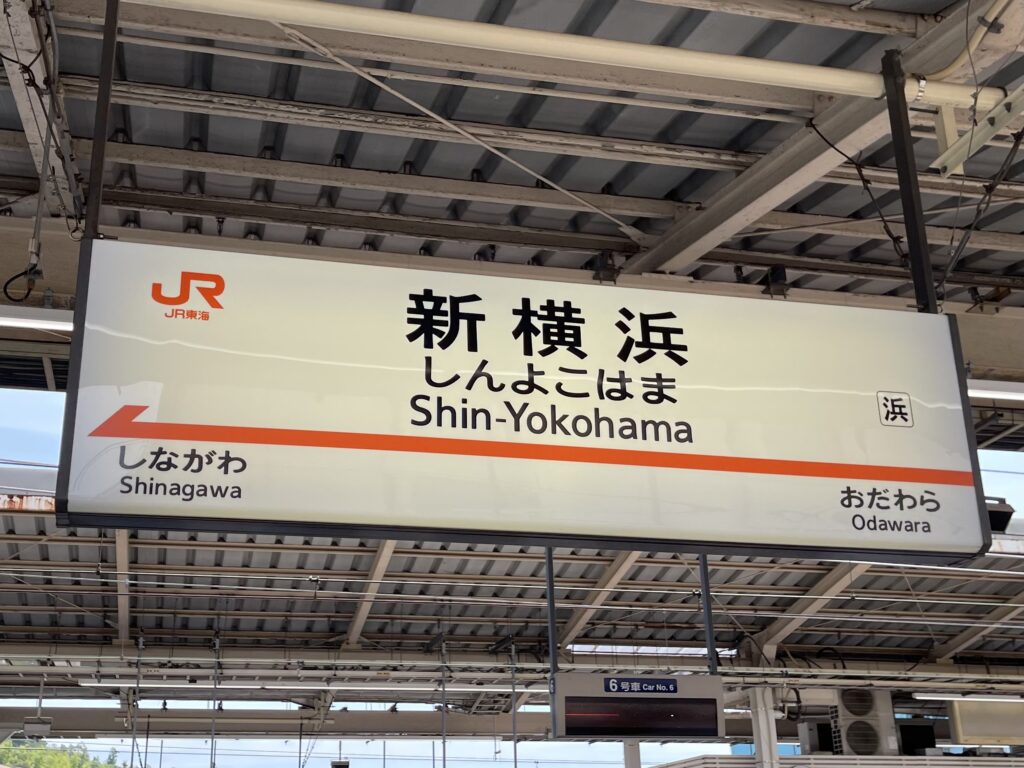 JR
JR東海
新横浜
しんよこはま
Shin-Yokohama
浜
しながわ
Shinagawa
おだわら
Odawara
6号車 Car No. 6